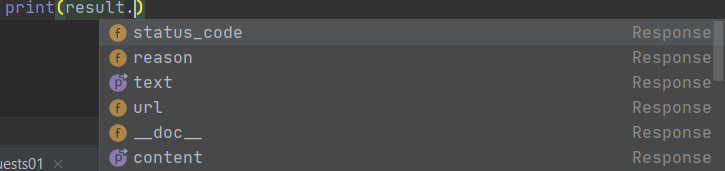 print(result.)
f status_code Response
f reason Response
p text Response
f url Response
f __doc__ Response
p content Response
uests01 ×